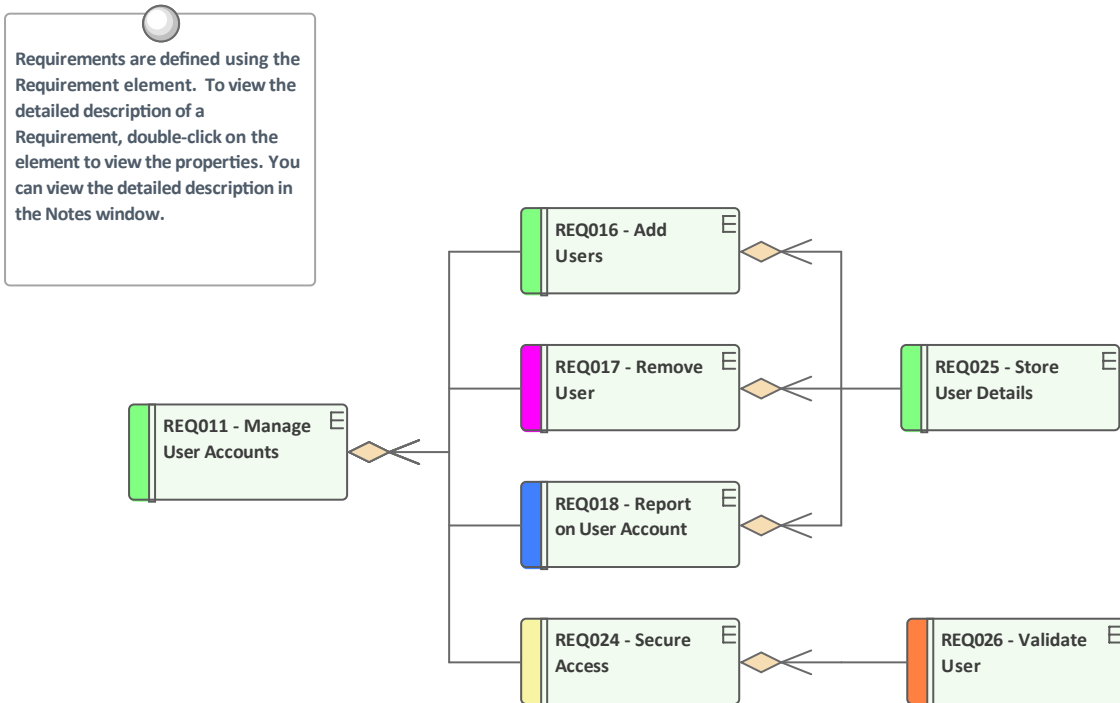 Requirements are defined using the
Requirement element.  To view the
detailed description of a
Requirement, double-click on the
element to view the properties. You
can view the detailed description in
the Notes window.
REQ016 - Add
Users
REQ017 - Remove
User
REQ025 - Store
User Details
REQ011 - Manage
User Accounts
REQ018 - Report
on User Account
REQ024 - Secure
Access
REQ026 - Validate
User